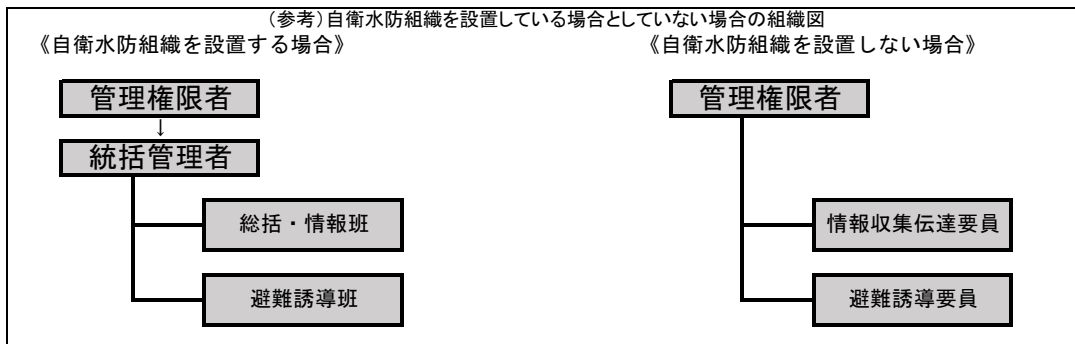 （参考）自衛水防組織を設置している場合としていない場合の組織図
《自衛水防組織を設置する場合》
管理権限者
↓
統括管理者
総括・情報班
避難誘導班
《自衛水防組織を設置しない場合》
管理権限者
情報収集伝達要員
避難誘導要員